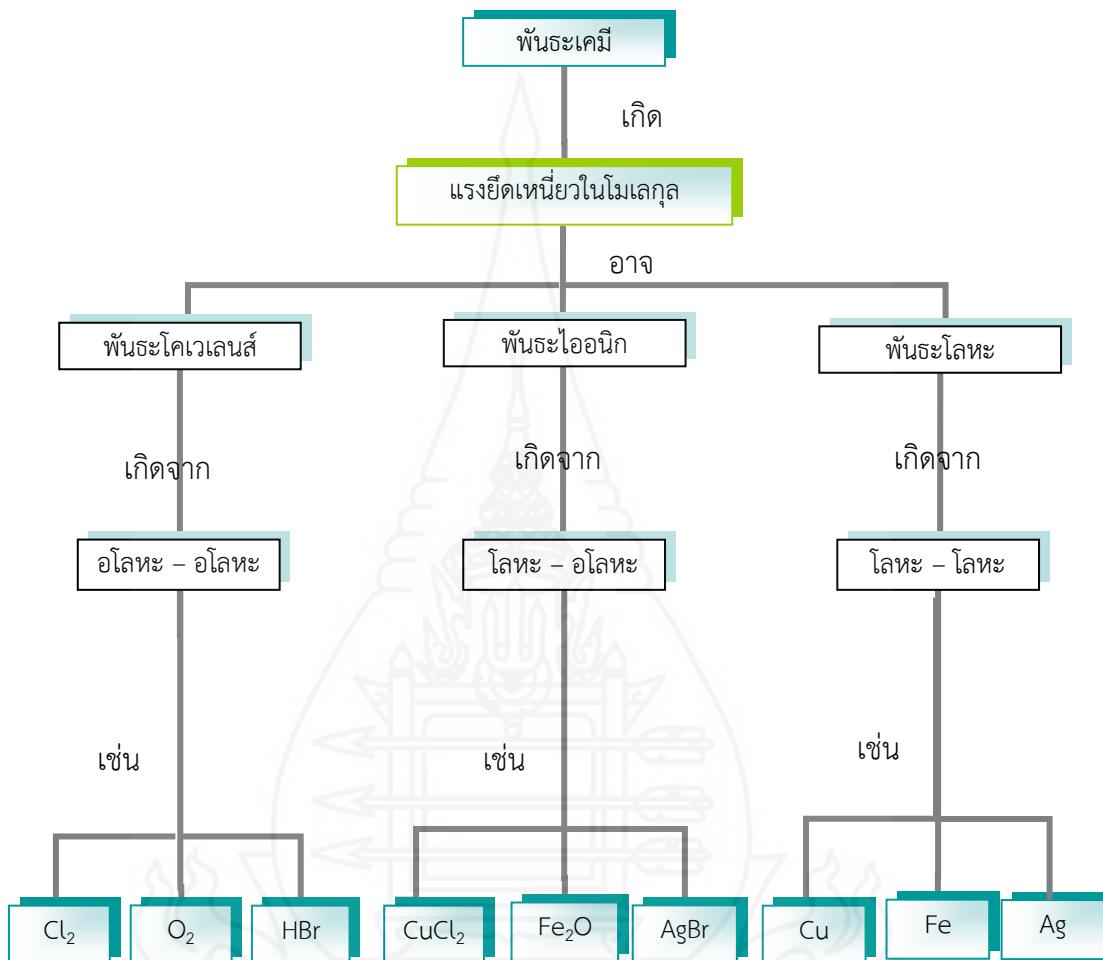 พันธะเคมี
เกิด
แรงยึดเหนี่ยวในโมเลกุล
อาจ
พันธะโคเวเลนส์ พันธะไอออนิก พันธะโลหะ
เกิดจาก เกิดจาก เกิดจาก
อโลหะ – อโลหะ โลหะ – อโลหะ โลหะ – โลหะ
เช่น เช่น เช่น
Cl₂ O₂ HBr CuCl₂ Fe₂O AgBr Cu Fe Ag